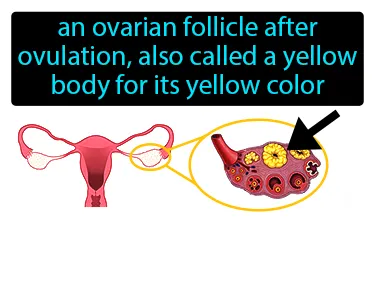 an ovarian follicle after
ovulation, also called a yellow
body for its yellow color